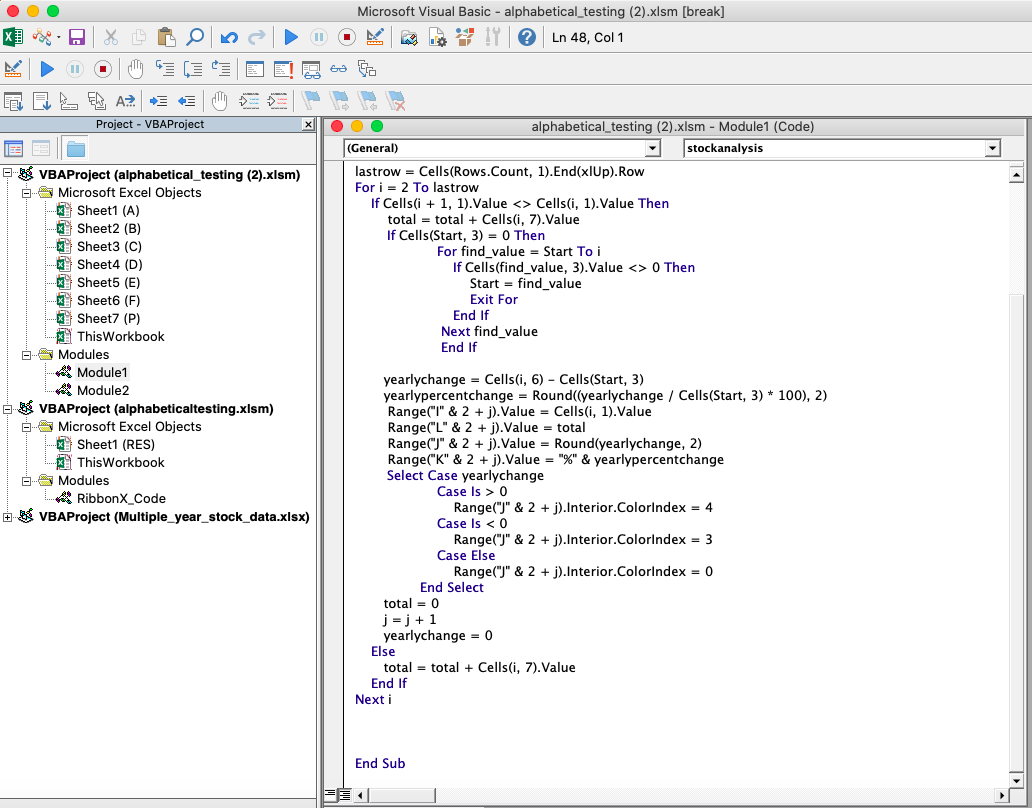 Microsoft Visual Basic - alphabetical_testing (2).xlsm [break]
Ln 48, Col 1
Project - VBAProject
VBAProject (alphabetical_testing (2).xlsm)
Microsoft Excel Objects
Sheet1 (A)
Sheet2 (B)
Sheet3 (C)
Sheet4 (D)
Sheet5 (E)
Sheet6 (F)
Sheet7 (P)
ThisWorkbook
Modules
Module1
Module2
VBAProject (alphabeticaltesting.xlsm)
Microsoft Excel Objects
Sheet1 (RES)
ThisWorkbook
Modules
RibbonX_Code
VBAProject (Multiple_year_stock_data.xlsx)
alphabetical_testing (2).xlsm - Module1 (Code)
(General)
stockanalysis
lastrow = Cells(Rows.Count, 1).End(xlUp).Row
For i = 2 To lastrow
If Cells(i + 1, 1).Value <> Cells(i, 1).Value Then
total = total + Cells(i, 7).Value
If Cells(Start, 3) = 0 Then
For find_value = Start To i
If Cells(find_value, 3).Value <> 0 Then
Start = find_value
Exit For
End If
Next find_value
End If
yearlychange = Cells(i, 6) - Cells(Start, 3)
yearlypercentchange = Round((yearlychange / Cells(Start, 3) * 100), 2)
Range("I" & 2 + j).Value = Cells(i, 1).Value
Range("L" & 2 + j).Value = total
Range("J" & 2 + j).Value = Round(yearlychange, 2)
Range("K" & 2 + j).Value = "%" & yearlypercentchange
Select Case yearlychange
Case Is > 0
Range("J" & 2 + j).Interior.ColorIndex = 4
Case Is < 0
Range("J" & 2 + j).Interior.ColorIndex = 3
Case Else
Range("J" & 2 + j).Interior.ColorIndex = 0
End Select
total = 0
j = j + 1
yearlychange = 0
Else
total = total + Cells(i, 7).Value
End If
Next i
End Sub